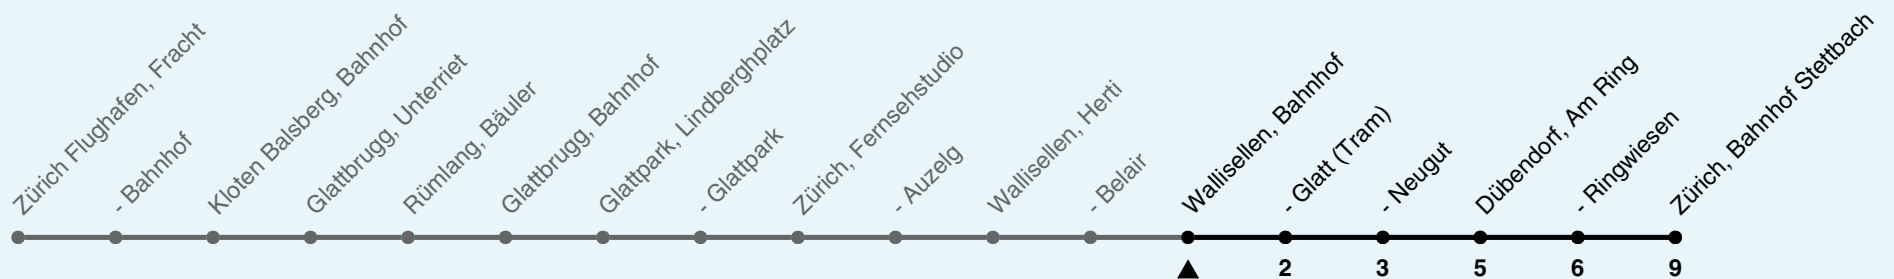 Zürich Flughafen, Fracht
- Bahnhof
Kloten Balsberg, Bahnhof
Glattbrugg, Unterriet
Rümlang, Bäuler
Glattbrugg, Bahnhof
Glattpark, Lindberghplatz
- Glattpark
Zürich, Fernsehstudio
- Auzelg
Wallisellen, Herti
- Belair
Wallisellen, Bahnhof
- Glatt (Tram)
- Neugut
Dübendorf, Am Ring
- Ringwiesen
Zürich, Bahnhof Stettbach
2 3 5 6 9